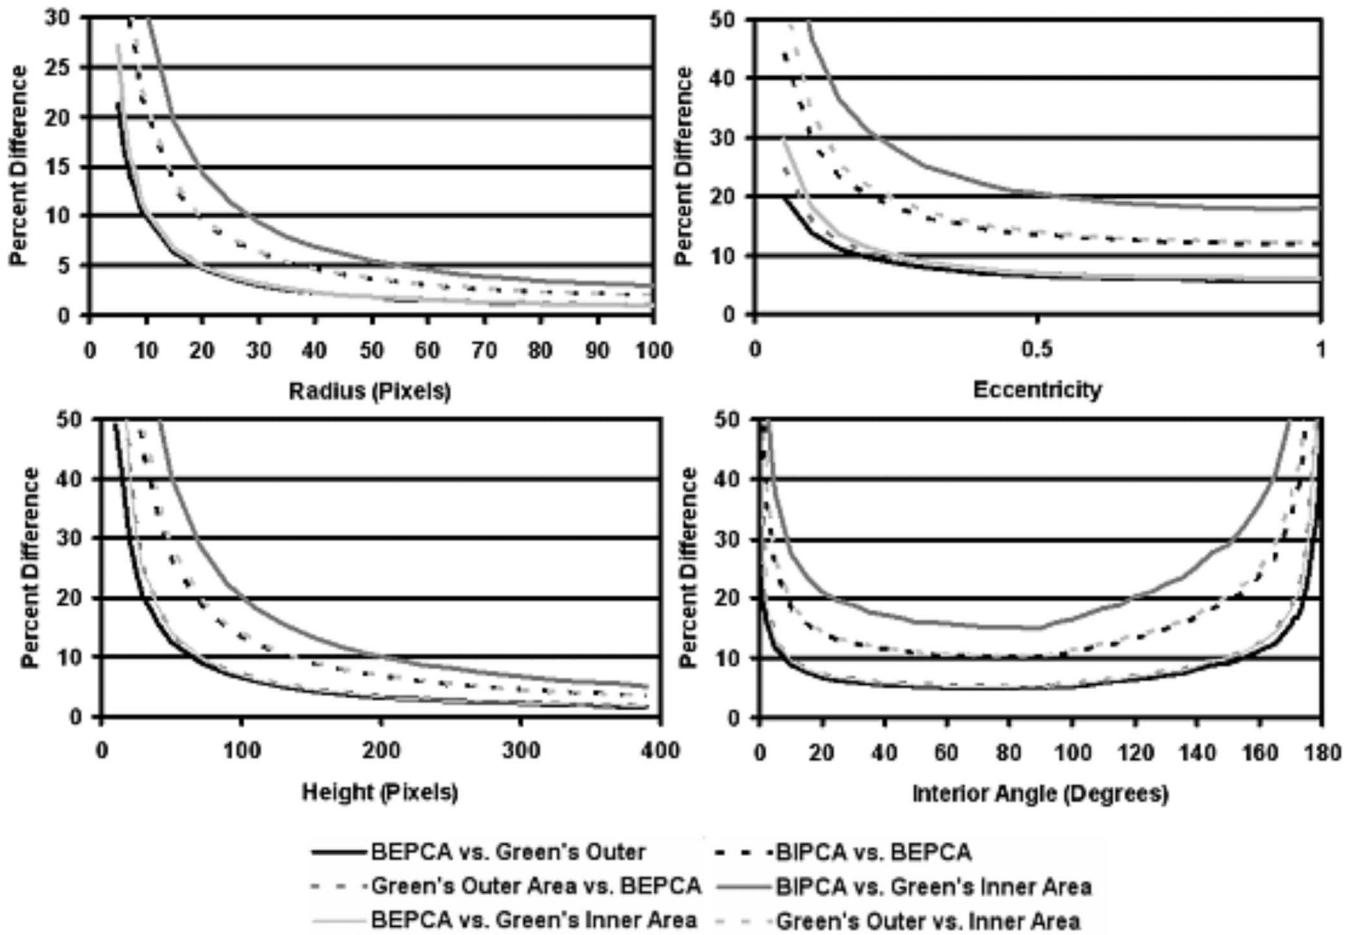 30
25
20
15
10
5
0
Percent Difference
0 10 20 30 40 50 60 70 80 90 100
Radius (Pixels)
50
40
30
20
10
0
Percent Difference
0 0.5 1
Eccentricity
50
40
30
20
10
0
Percent Difference
0 100 200 300 400
Height (Pixels)
50
40
30
20
10
0
Percent Difference
0 20 40 60 80 100 120 140 160 180
Interior Angle (Degrees)
BEPCA vs. Green's Outer
BIPCA vs. BEPCA
Green's Outer Area vs. BEPCA
BIPCA vs. Green's Inner Area
BEPCA vs. Green's Inner Area
Green's Outer vs. Inner Area